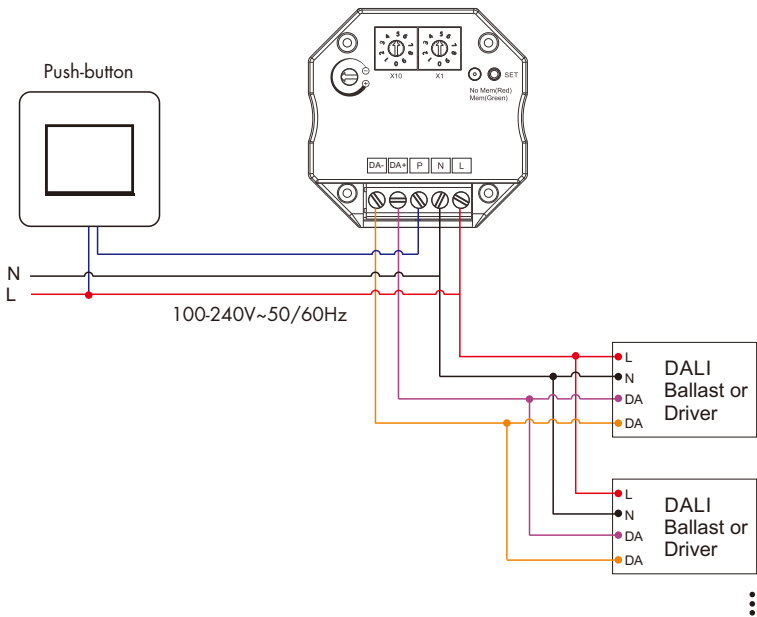 Push-button
X10
X1
SET
No Mem(Red)
Mem(Green)
DA- DA+ P N L
N
L
100-240V~50/60Hz
L
N
DA
DA
DALI
Ballast or
Driver
L
N
DA
DA
DALI
Ballast or
Driver